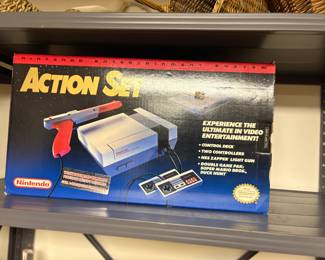 NINTENDO ENTERTAINMENT SYSTEM
ACTION SET
EXPERIENCE THE
ULTIMATE IN VIDEO
ENTERTAINMENT!
• CONTROL DECK
• TWO CONTROLLERS
• NES ZAPPER LIGHT GUN
• DOUBLE GAME PAK:
SUPER MARIO BROS.
DUCK HUNT
Nintendo